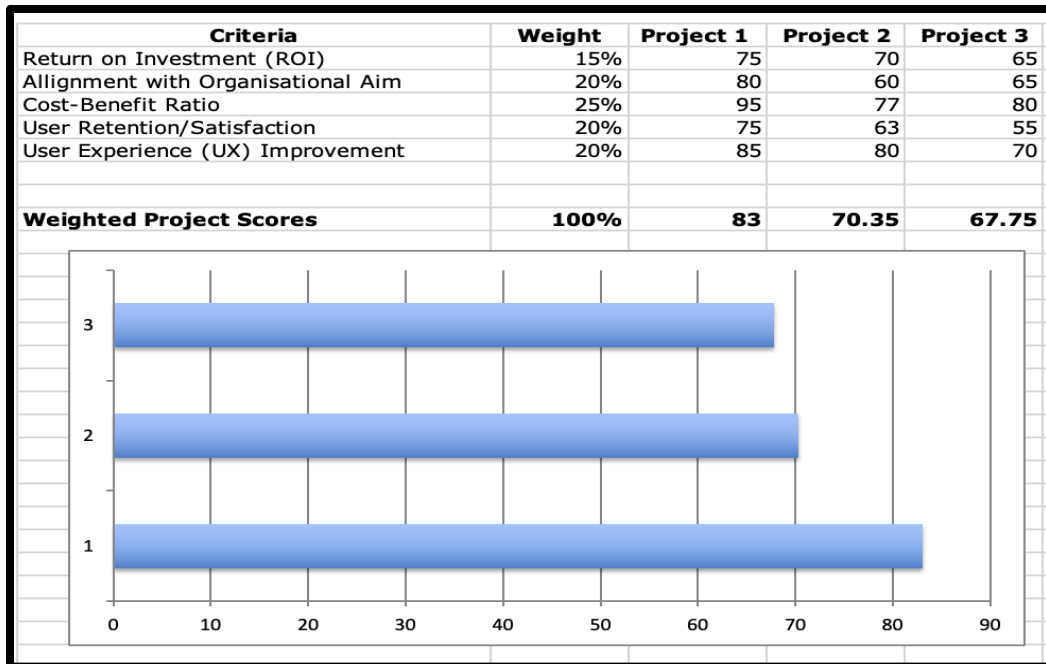 Criteria Weight Project 1 Project 2 Project 3
Return on Investment (ROI) 15% 75 70 65
Allignment with Organisational Aim 20% 80 60 65
Cost-Benefit Ratio 25% 95 77 80
User Retention/Satisfaction 20% 75 63 55
User Experience (UX) Improvement 20% 85 80 70
Weighted Project Scores 100% 83 70.35 67.75
3
2
1
0 10 20 30 40 50 60 70 80 90